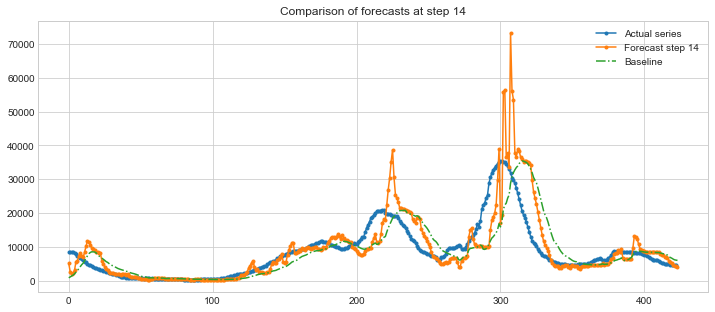 Comparison of forecasts at step 14
Actual series
Forecast step 14
Baseline
70000
60000
50000
40000
30000
20000
10000
0
0 100 200 300 400